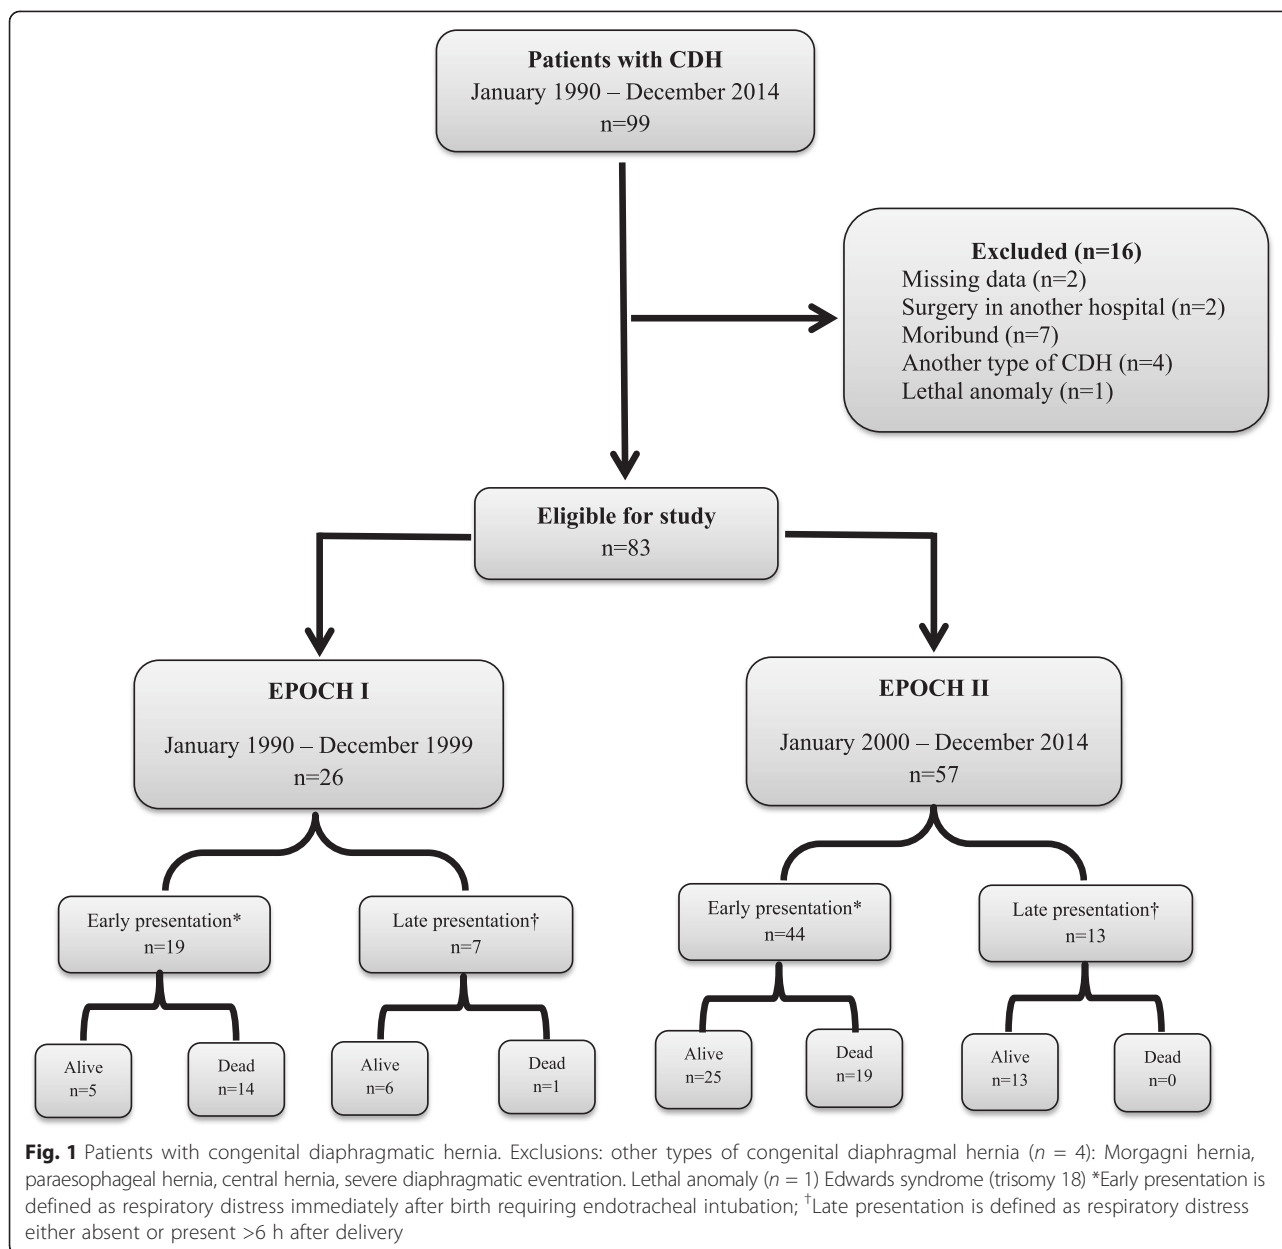 Patients with CDH
January 1990 – December 2014
n=99
Excluded (n=16)
Missing data (n=2)
Surgery in another hospital (n=2)
Moribund (n=7)
Another type of CDH (n=4)
Lethal anomaly (n=1)
Eligible for study
n=83
EPOCH I
January 1990 – December 1999
n=26
EPOCH II
January 2000 – December 2014
n=57
Early presentation*
n=19
Late presentation†
n=7
Early presentation*
n=44
Late presentation†
n=13
Alive
n=5
Dead
n=14
Alive
n=6
Dead
n=1
Alive
n=25
Dead
n=19
Alive
n=13
Dead
n=0
Fig. 1 Patients with congenital diaphragmatic hernia. Exclusions: other types of congenital diaphragmal hernia (n = 4): Morgagni hernia,
paraesophageal hernia, central hernia, severe diaphragmatic eventration. Lethal anomaly (n = 1) Edwards syndrome (trisomy 18) *Early presentation is
defined as respiratory distress immediately after birth requiring endotracheal intubation; †Late presentation is defined as respiratory distress
either absent or present >6 h after delivery